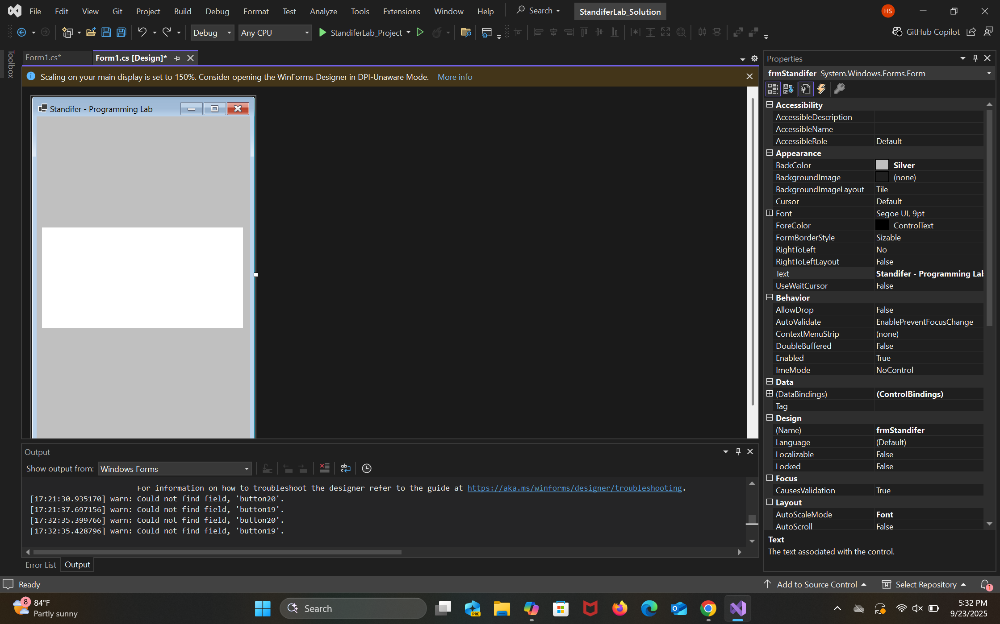 File Edit View Git Project Build Debug Format Test Analyze Tools Extensions Window Help Search StandiferLab_Solution HS
Debug Any CPU StandiferLab_Project GitHub Copilot
Toolbox
Form1.cs* Form1.cs [Design]*
Scaling on your main display is set to 150%. Consider opening the WinForms Designer in DPI-Unaware Mode. More info
Standifer - Programming Lab
Output
Show output from: Windows Forms
For information on how to troubleshoot the designer refer to the guide at https://aka.ms/winforms/designer/troubleshooting.
[17:21:30.935170] warn: Could not find field, 'button20'.
[17:21:37.697156] warn: Could not find field, 'button19'.
[17:32:35.399766] warn: Could not find field, 'button20'.
[17:32:35.428796] warn: Could not find field, 'button19'.
Error List Output
Properties
frmStandifer System.Windows.Forms.Form
Accessibility
AccessibleDescription
AccessibleName
AccessibleRole Default
Appearance
BackColor Silver
BackgroundImage (none)
BackgroundImageLayout Tile
Cursor Default
Font Segoe UI, 9pt
ForeColor ControlText
FormBorderStyle Sizable
RightToLeft No
RightToLeftLayout False
Text Standifer - Programming Lab
UseWaitCursor False
Behavior
AllowDrop False
AutoValidate EnablePreventFocusChange
ContextMenuStrip (none)
DoubleBuffered False
Enabled True
ImeMode NoControl
Data
(DataBindings) (ControlBindings)
Tag
Design
(Name) frmStandifer
Language (Default)
Localizable False
Locked False
Focus
CausesValidation True
Layout
AutoScaleMode Font
AutoScroll False
Text
The text associated with the control.
Ready Add to Source Control Select Repository 1
8 84°F
Partly sunny
Search
PRE
5:32 PM
9/23/2025